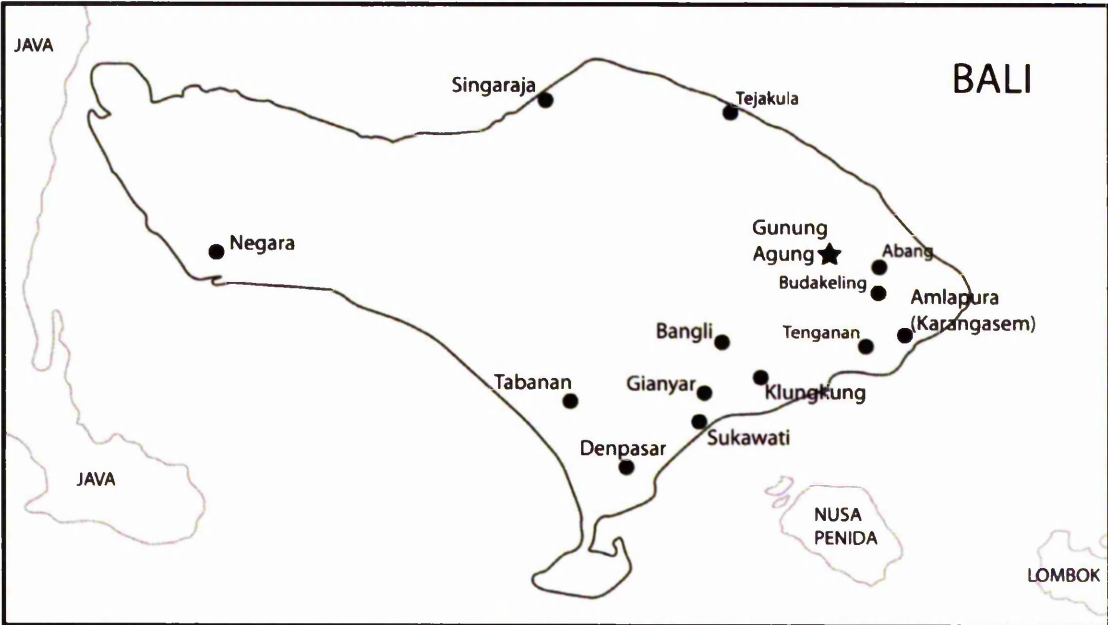 JAVA
BALI
Singaraja
Tejakula
Negara
Gunung
Agung
Abang
Budakeling
Amlapura
(Karangasem)
Bangli
Tenganan
Tabanan
Gianyar
Klungkung
Sukawati
Denpasar
JAVA
NUSA
PENIDA
LOMBOK